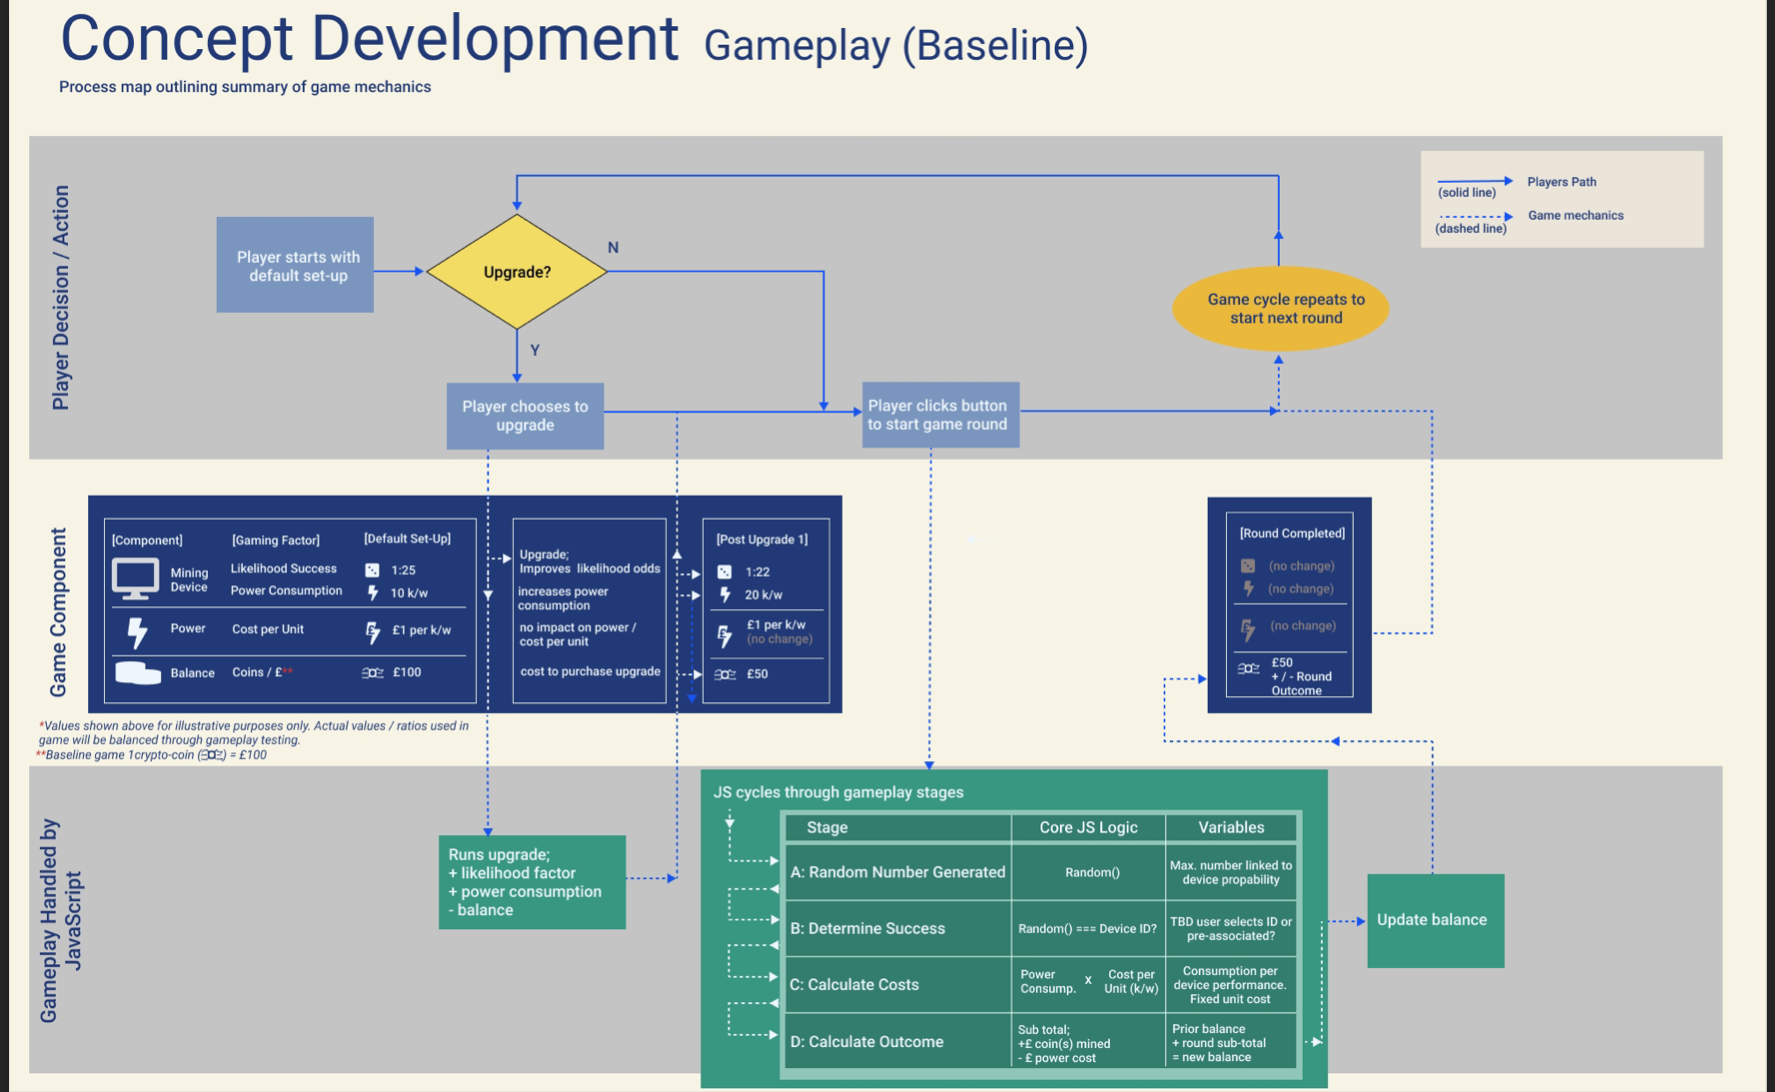 Concept Development Gameplay (Baseline)
Process map outlining summary of game mechanics
Player Decision / Action
Player starts with
default set-up
Upgrade?
N
Y
Player chooses to
upgrade
Player clicks button
to start game round
Game cycle repeats to
start next round
(solid line)
Players Path
(dashed line)
Game mechanics
Game Component
[Component]
[Gaming Factor]
[Default Set-Up]
Mining
Device
Likelihood Success
1:25
Power Consumption
10 k/w
Power
Cost per Unit
£1 per k/w
Balance
Coins / £**
£100
Upgrade;
Improves likelihood odds
increases power
consumption
no impact on power /
cost per unit
cost to purchase upgrade
[Post Upgrade 1]
1:22
20 k/w
£1 per k/w
(no change)
£50
[Round Completed]
(no change)
(no change)
(no change)
£50
+ / - Round
Outcome
*Values shown above for illustrative purposes only. Actual values / ratios used in
game will be balanced through gameplay testing.
**Baseline game 1crypto-coin ( ) = £100
Gameplay Handled by
JavaScript
Runs upgrade;
+ likelihood factor
+ power consumption
- balance
JS cycles through gameplay stages
Stage
Core JS Logic
Variables
A: Random Number Generated
Random()
Max. number linked to
device propability
B: Determine Success
Random() === Device ID?
TBD user selects ID or
pre-associated?
C: Calculate Costs
Power
Consump.
x
Cost per
Unit (k/w)
Consumption per
device performance.
Fixed unit cost
D: Calculate Outcome
Sub total;
+£ coin(s) mined
- £ power cost
Prior balance
+ round sub-total
= new balance
Update balance